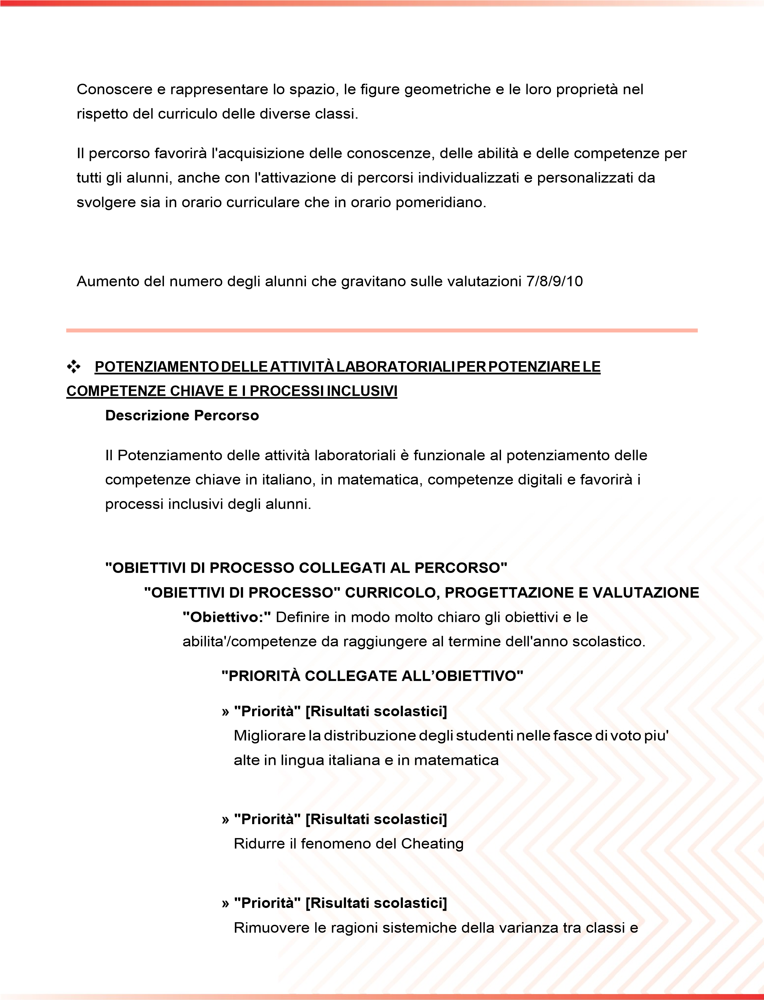 Conoscere e rappresentare lo spazio, le figure geometriche e le loro proprietà nel
rispetto del curriculo delle diverse classi.
Il percorso favorirà l'acquisizione delle conoscenze, delle abilità e delle competenze per
tutti gli alunni, anche con l'attivazione di percorsi individualizzati e personalizzati da
svolgere sia in orario curriculare che in orario pomeridiano.
Aumento del numero degli alunni che gravitano sulle valutazioni 7/8/9/10
❖ POTENZIAMENTO DELLE ATTIVITÀ LABORATORIALI PER POTENZIARE LE
COMPETENZE CHIAVE E I PROCESSI INCLUSIVI
Descrizione Percorso
Il Potenziamento delle attività laboratoriali è funzionale al potenziamento delle
competenze chiave in italiano, in matematica, competenze digitali e favorirà i
processi inclusivi degli alunni.
"OBIETTIVI DI PROCESSO COLLEGATI AL PERCORSO"
"OBIETTIVI DI PROCESSO" CURRICOLO, PROGETTAZIONE E VALUTAZIONE
"Obiettivo:" Definire in modo molto chiaro gli obiettivi e le
abilita'/competenze da raggiungere al termine dell'anno scolastico.
"PRIORITÀ COLLEGATE ALL’OBIETTIVO"
» "Priorità" [Risultati scolastici]
Migliorare la distribuzione degli studenti nelle fasce di voto piu'
alte in lingua italiana e in matematica
» "Priorità" [Risultati scolastici]
Ridurre il fenomeno del Cheating
» "Priorità" [Risultati scolastici]
Rimuovere le ragioni sistemiche della varianza tra classi e